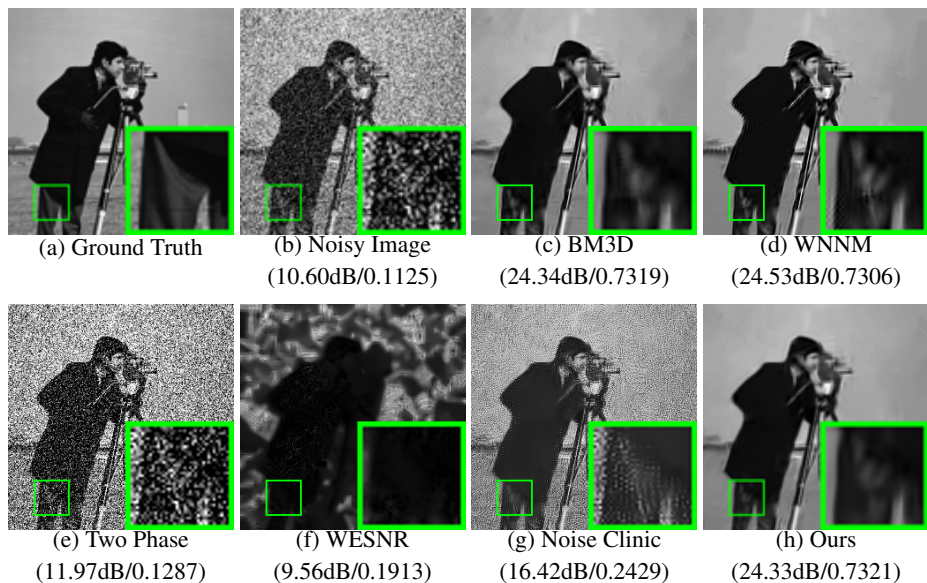 (a) Ground Truth
(b) Noisy Image
(10.60dB/0.1125)
(c) BM3D
(24.34dB/0.7319)
(d) WNNM
(24.53dB/0.7306)
(e) Two Phase
(11.97dB/0.1287)
(f) WESNR
(9.56dB/0.1913)
(g) Noise Clinic
(16.42dB/0.2429)
(h) Ours
(24.33dB/0.7321)